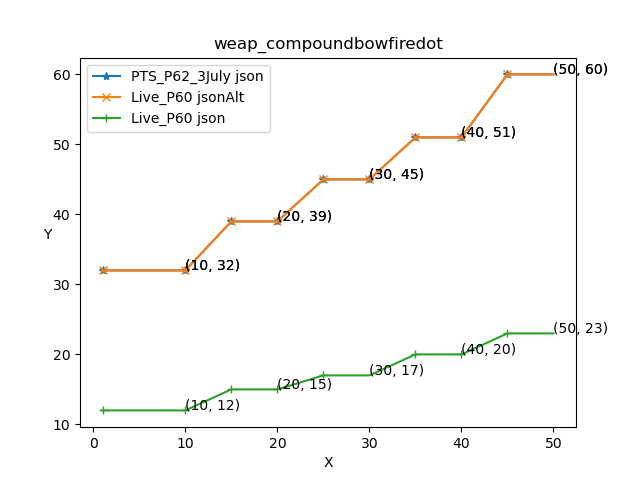 weap_compoundbowfiredot
PTS_P62_3July json
Live_P60 jsonAlt
Live_P60 json
60
50
40
30
20
10
Y
(50, 60)
(40, 51)
(30, 45)
(20, 39)
(10, 32)
(50, 23)
(40, 20)
(30, 17)
(20, 15)
(10, 12)
0 10 20 30 40 50
X